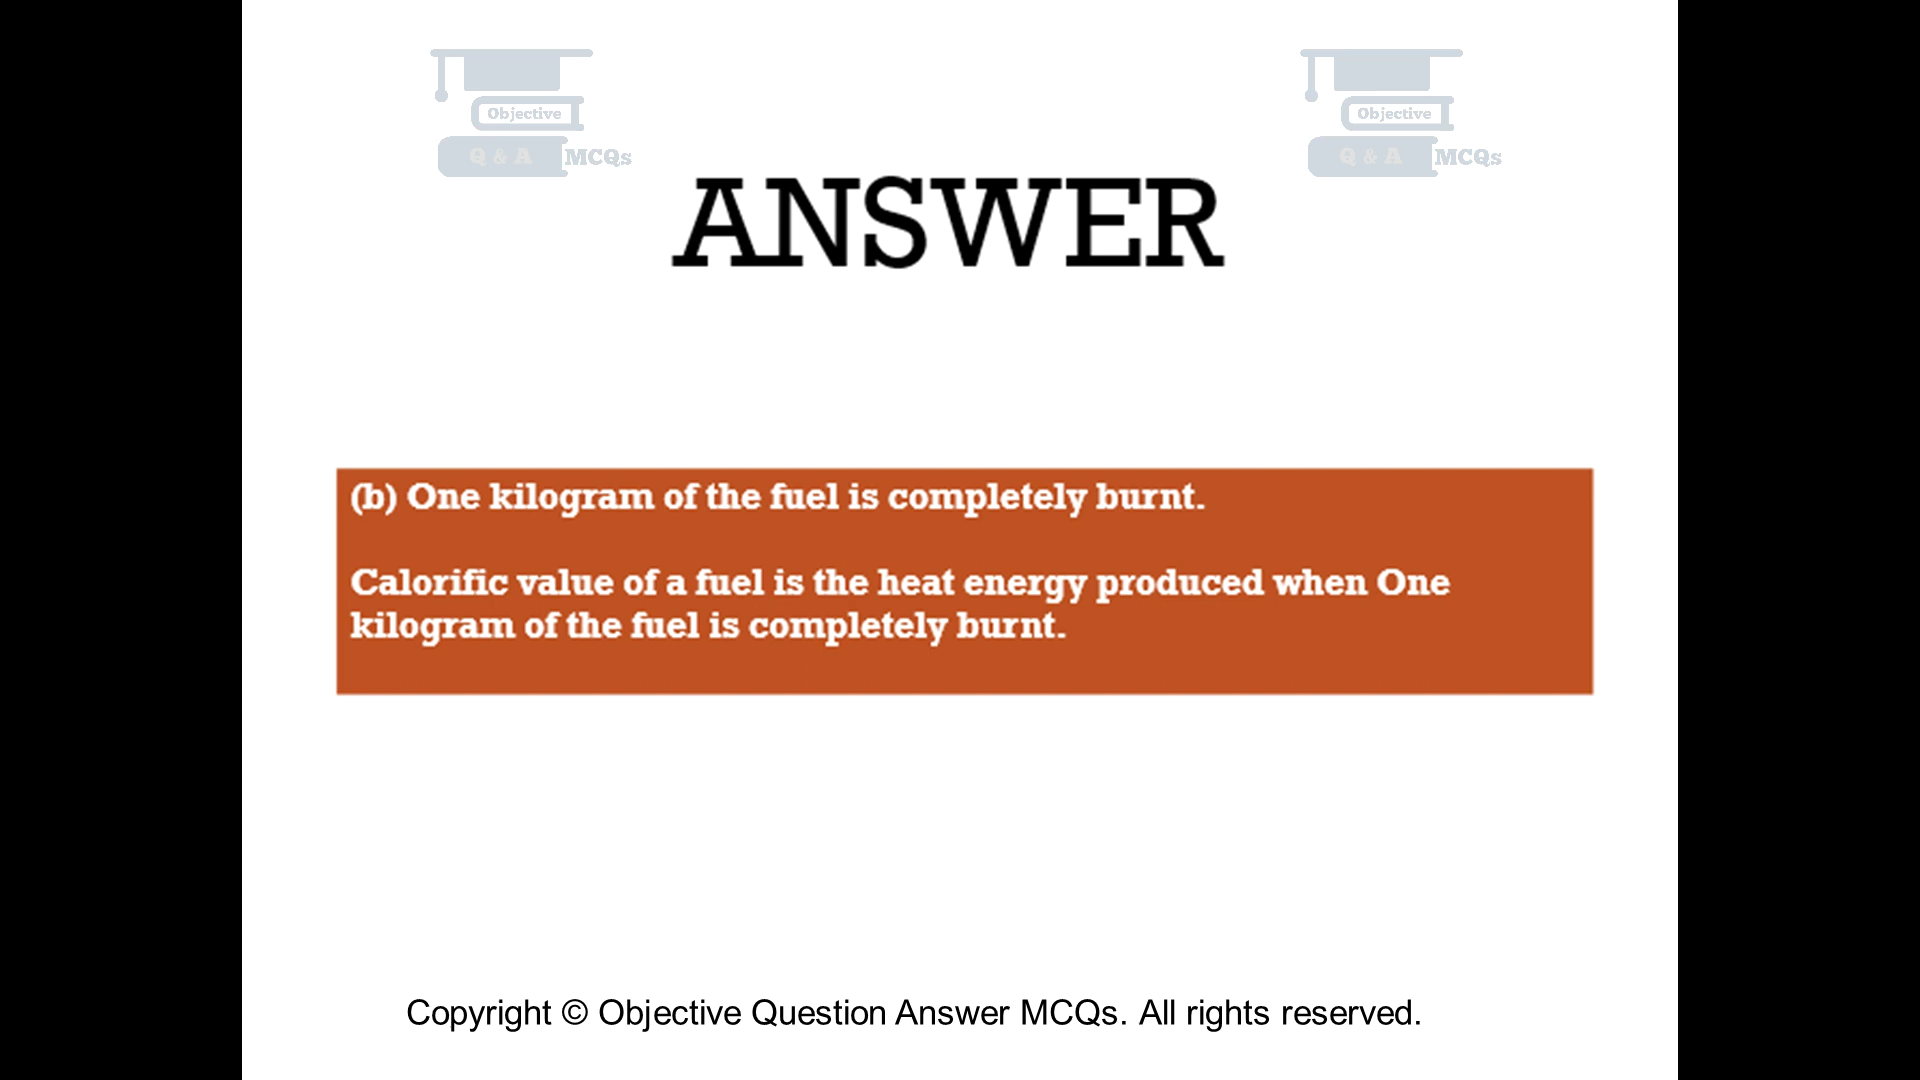 Objective
Q & A MCQs
Objective
Q & A MCQs
ANSWER
(b) One kilogram of the fuel is completely burnt.
Calorific value of a fuel is the heat energy produced when One
kilogram of the fuel is completely burnt.
Copyright © Objective Question Answer MCQs. All rights reserved.